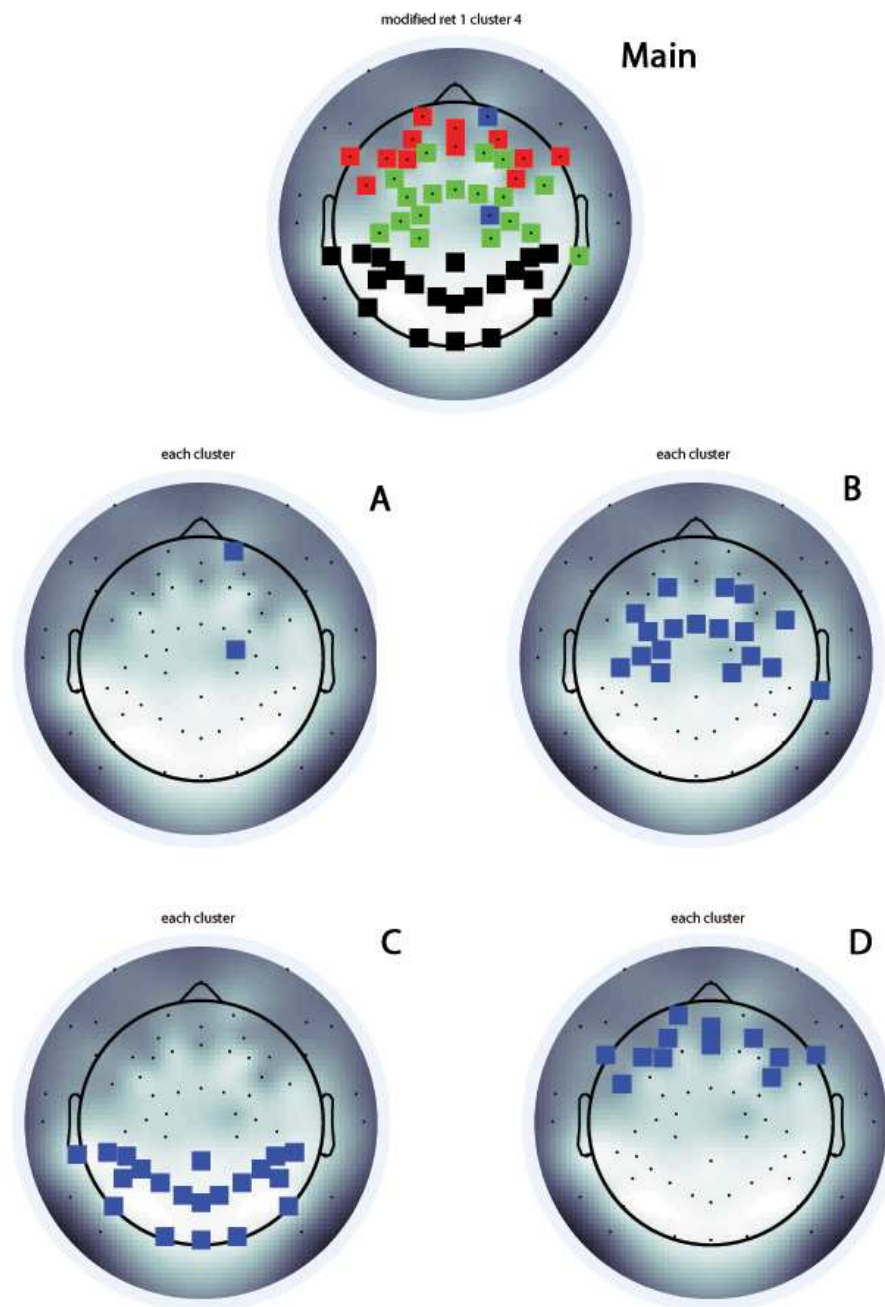 modified ret 1 cluster 4
Main
each cluster
A
each cluster
B
each cluster
C
each cluster
D